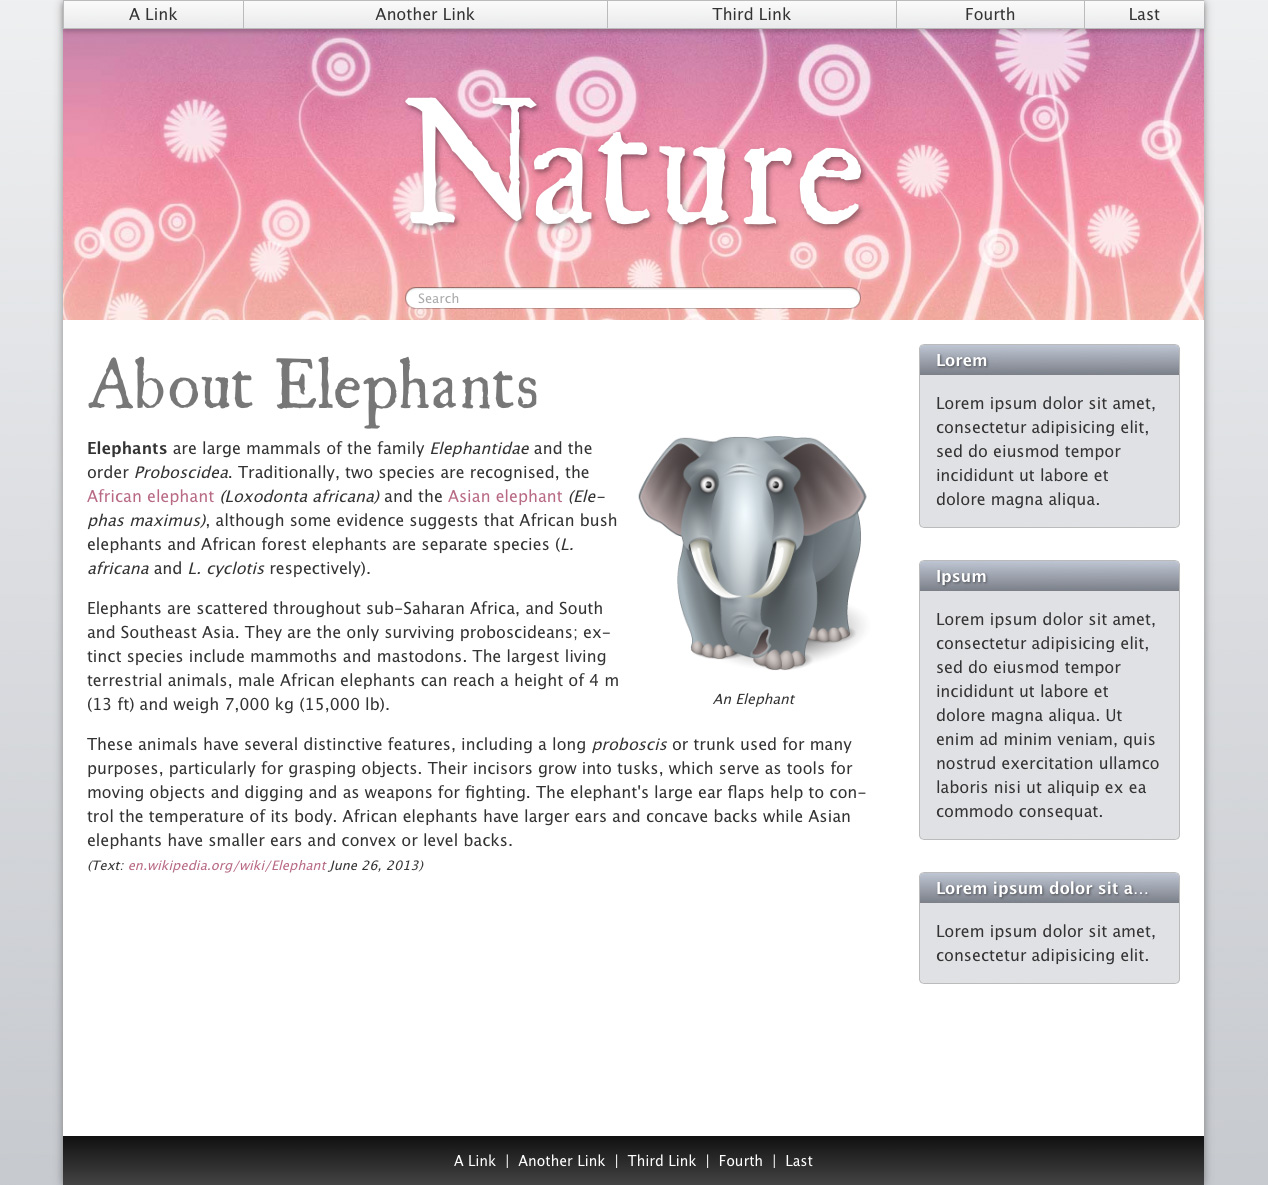 A Link
Another Link
Third Link
Fourth
Last
Nature
Search
About Elephants
Elephants are large mammals of the family Elephantidae and the
order Proboscidea. Traditionally, two species are recognised, the
African elephant (Loxodonta africana) and the Asian elephant (Ele-
phas maximus), although some evidence suggests that African bush
elephants and African forest elephants are separate species (L.
africana and L. cyclotis respectively).
Elephants are scattered throughout sub-Saharan Africa, and South
and Southeast Asia. They are the only surviving proboscideans; ex-
tinct species include mammoths and mastodons. The largest living
terrestrial animals, male African elephants can reach a height of 4 m
(13 ft) and weigh 7,000 kg (15,000 lb).
An Elephant
These animals have several distinctive features, including a long proboscis or trunk used for many
purposes, particularly for grasping objects. Their incisors grow into tusks, which serve as tools for
moving objects and digging and as weapons for fighting. The elephant's large ear flaps help to con-
trol the temperature of its body. African elephants have larger ears and concave backs while Asian
elephants have smaller ears and convex or level backs.
(Text: en.wikipedia.org/wiki/Elephant June 26, 2013)
Lorem
Lorem ipsum dolor sit amet,
consectetur adipisicing elit,
sed do eiusmod tempor
incididunt ut labore et
dolore magna aliqua.
Ipsum
Lorem ipsum dolor sit amet,
consectetur adipisicing elit,
sed do eiusmod tempor
incididunt ut labore et
dolore magna aliqua. Ut
enim ad minim veniam, quis
nostrud exercitation ullamco
laboris nisi ut aliquip ex ea
commodo consequat.
Lorem ipsum dolor sit a…
Lorem ipsum dolor sit amet,
consectetur adipisicing elit.
A Link | Another Link | Third Link | Fourth | Last